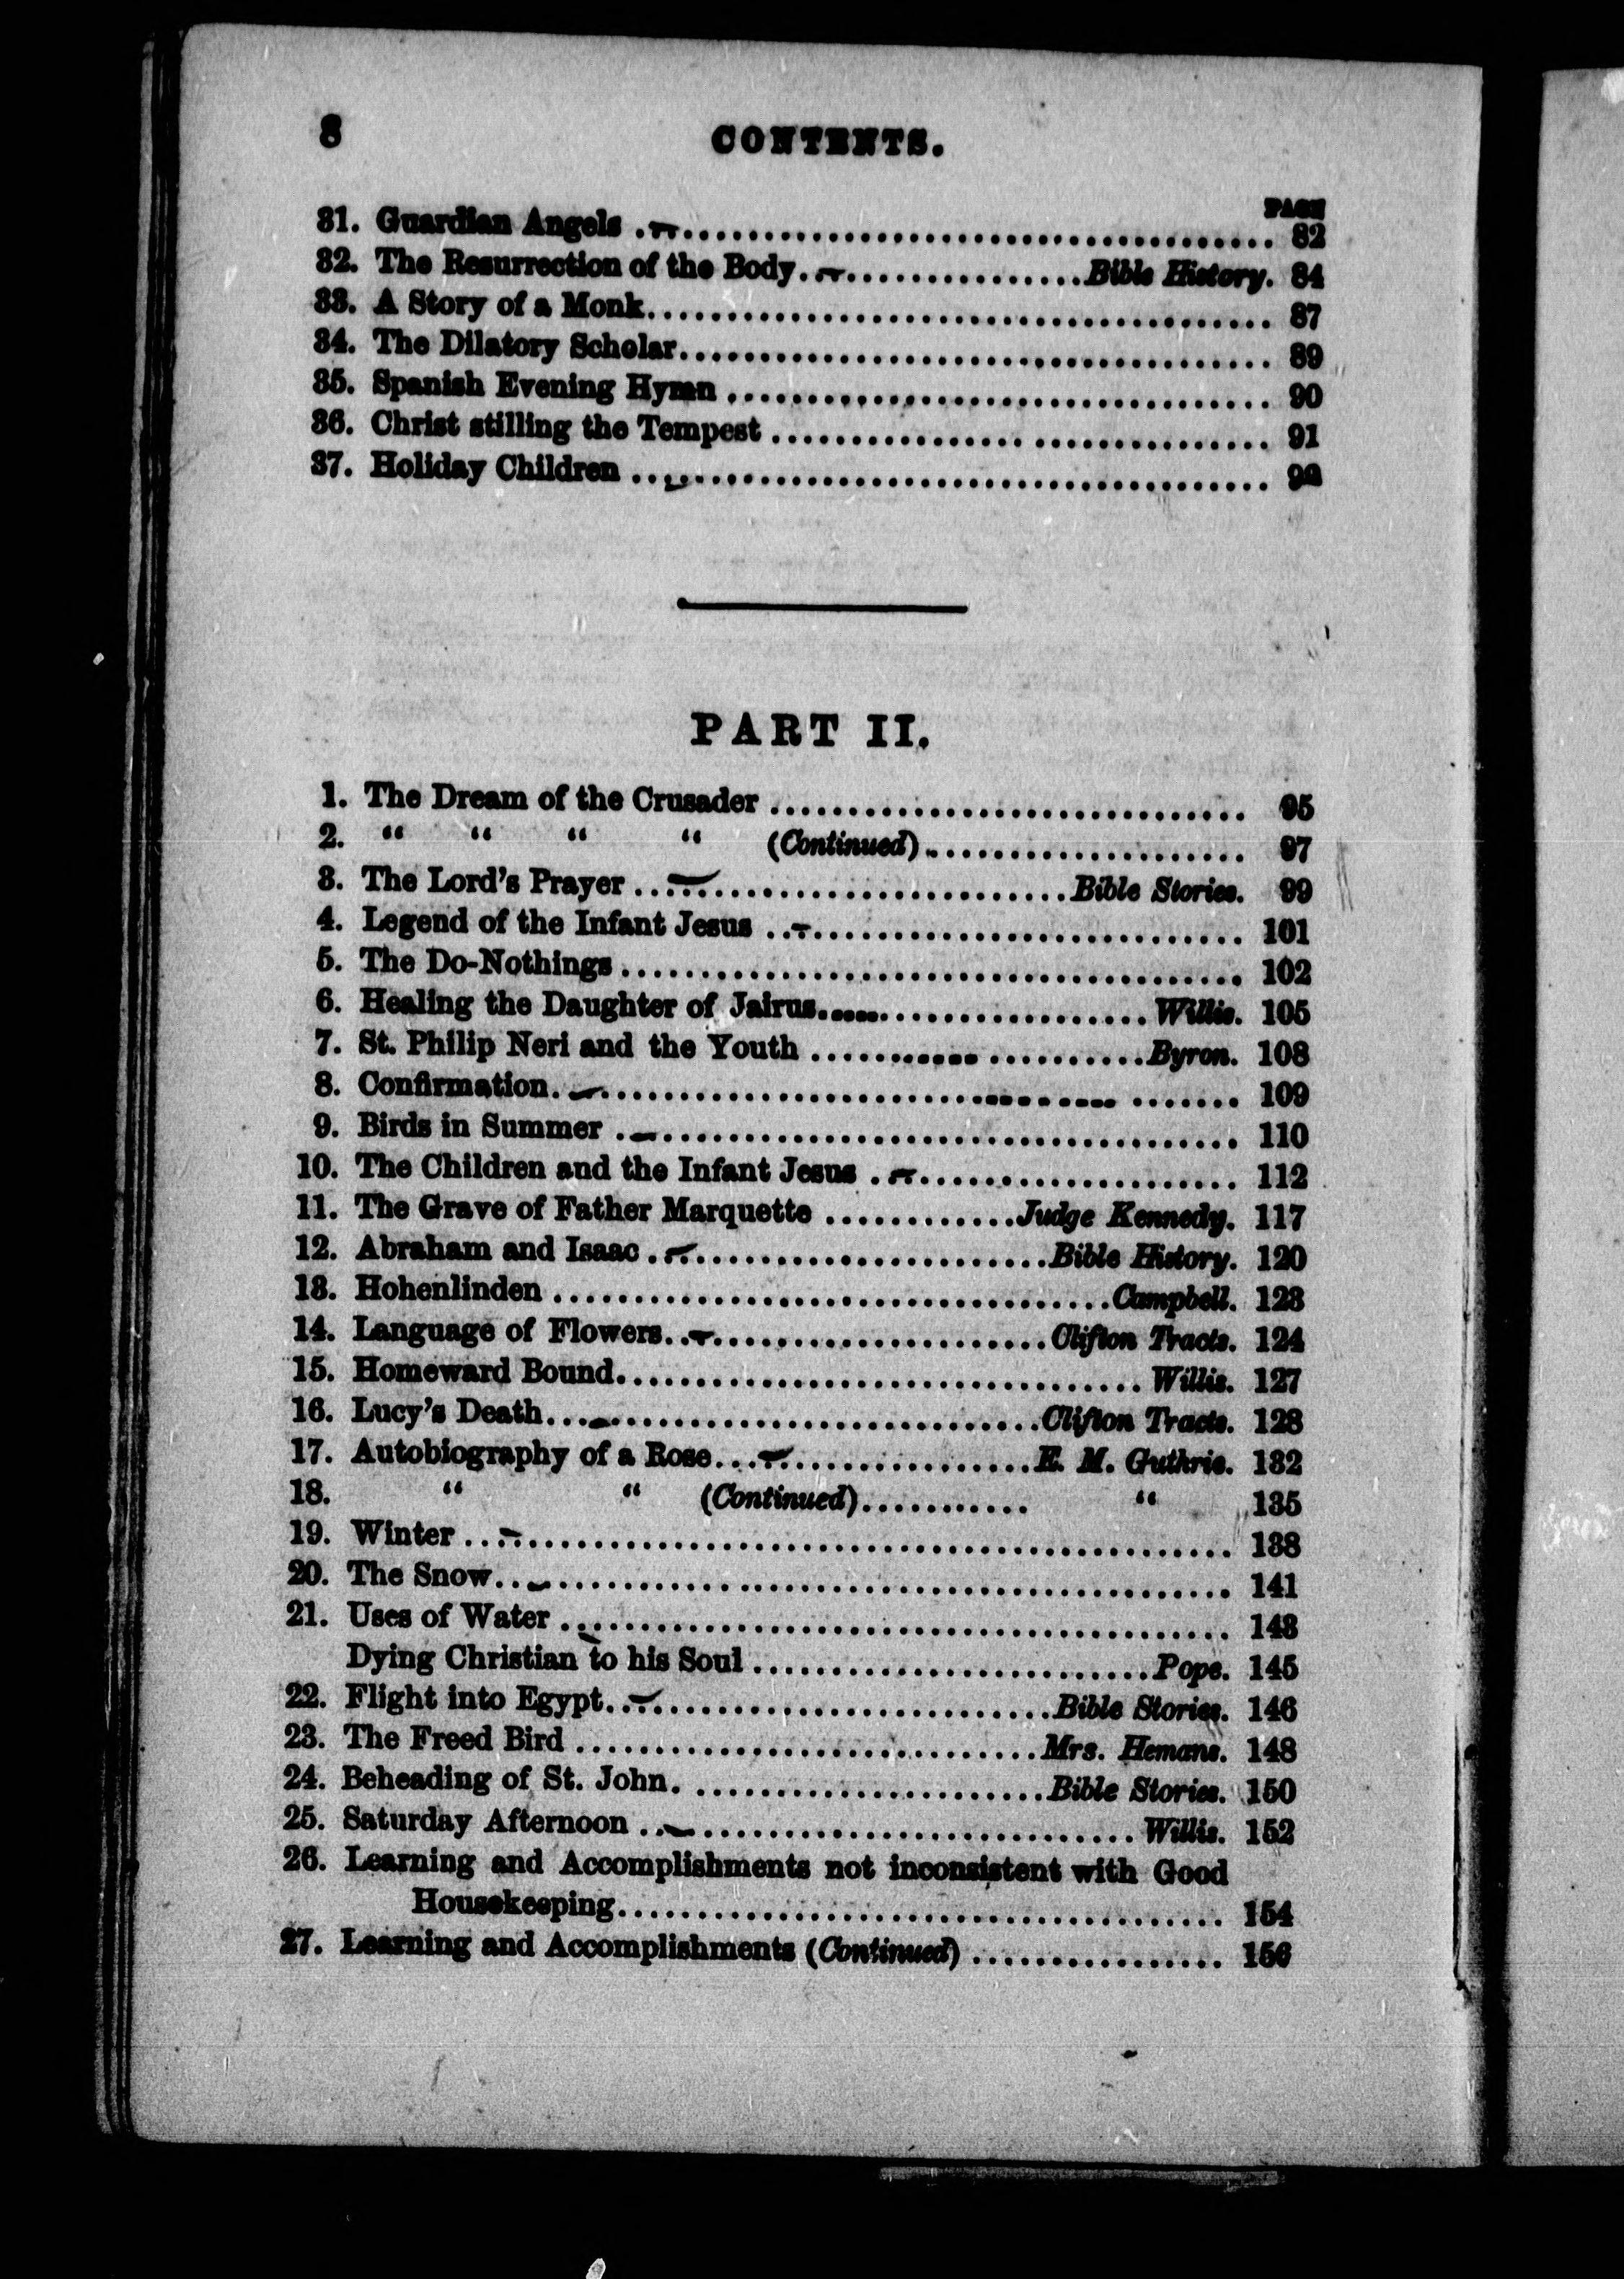 8
CONTENTS.
PAGE
31. Guardian Angels ........................................ 82
32. The Resurrection of the Body.................. Bible History. 84
33. A Story of a Monk........................................ 87
34. The Dilatory Scholar..................................... 89
35. Spanish Evening Hymn .................................. 90
36. Christ stilling the Tempest ............................... 91
37. Holiday Children ........................................
PART II.
1. The Dream of the Crusader .............................. 95
2. “ “ “ “ (Continued).................... 97
3. The Lord's Prayer ........................... Bible Stories. 99
4. Legend of the Infant Jesus .............................. 101
5. The Do-Nothings ....................................... 102
6. Healing the Daughter of Jairus..................... Willis. 105
7. St. Philip Neri and the Youth ..................... Byron. 108
8. Confirmation........................................... 109
9. Birds in Summer ....................................... 110
10. The Children and the Infant Jesus ....................... 112
11. The Grave of Father Marquette ............ Judge Kennedy. 117
12. Abraham and Isaac ......................... Bible History. 120
13. Hohenlinden ................................... Campbell. 123
14. Language of Flowers........................ Clifton Tracts. 124
15. Homeward Bound................................. Willis. 127
16. Lucy's Death............................... Clifton Tracts. 128
17. Autobiography of a Rose.................... E. M. Guthrie. 132
18. “ “ (Continued)........... “ 135
19. Winter ................................................ 138
20. The Snow.............................................. 141
21. Uses of Water .......................................... 143
Dying Christian to his Soul ......................... Pope. 145
22. Flight into Egypt............................ Bible Stories. 146
23. The Freed Bird ............................. Mrs. Hemans. 148
24. Beheading of St. John. ...................... Bible Stories. 150
25. Saturday Afternoon ............................... Willis. 152
26. Learning and Accomplishments not inconsistent with Good
Housekeeping...................................... 154
27. Learning and Accomplishments (Continued) ................ 156